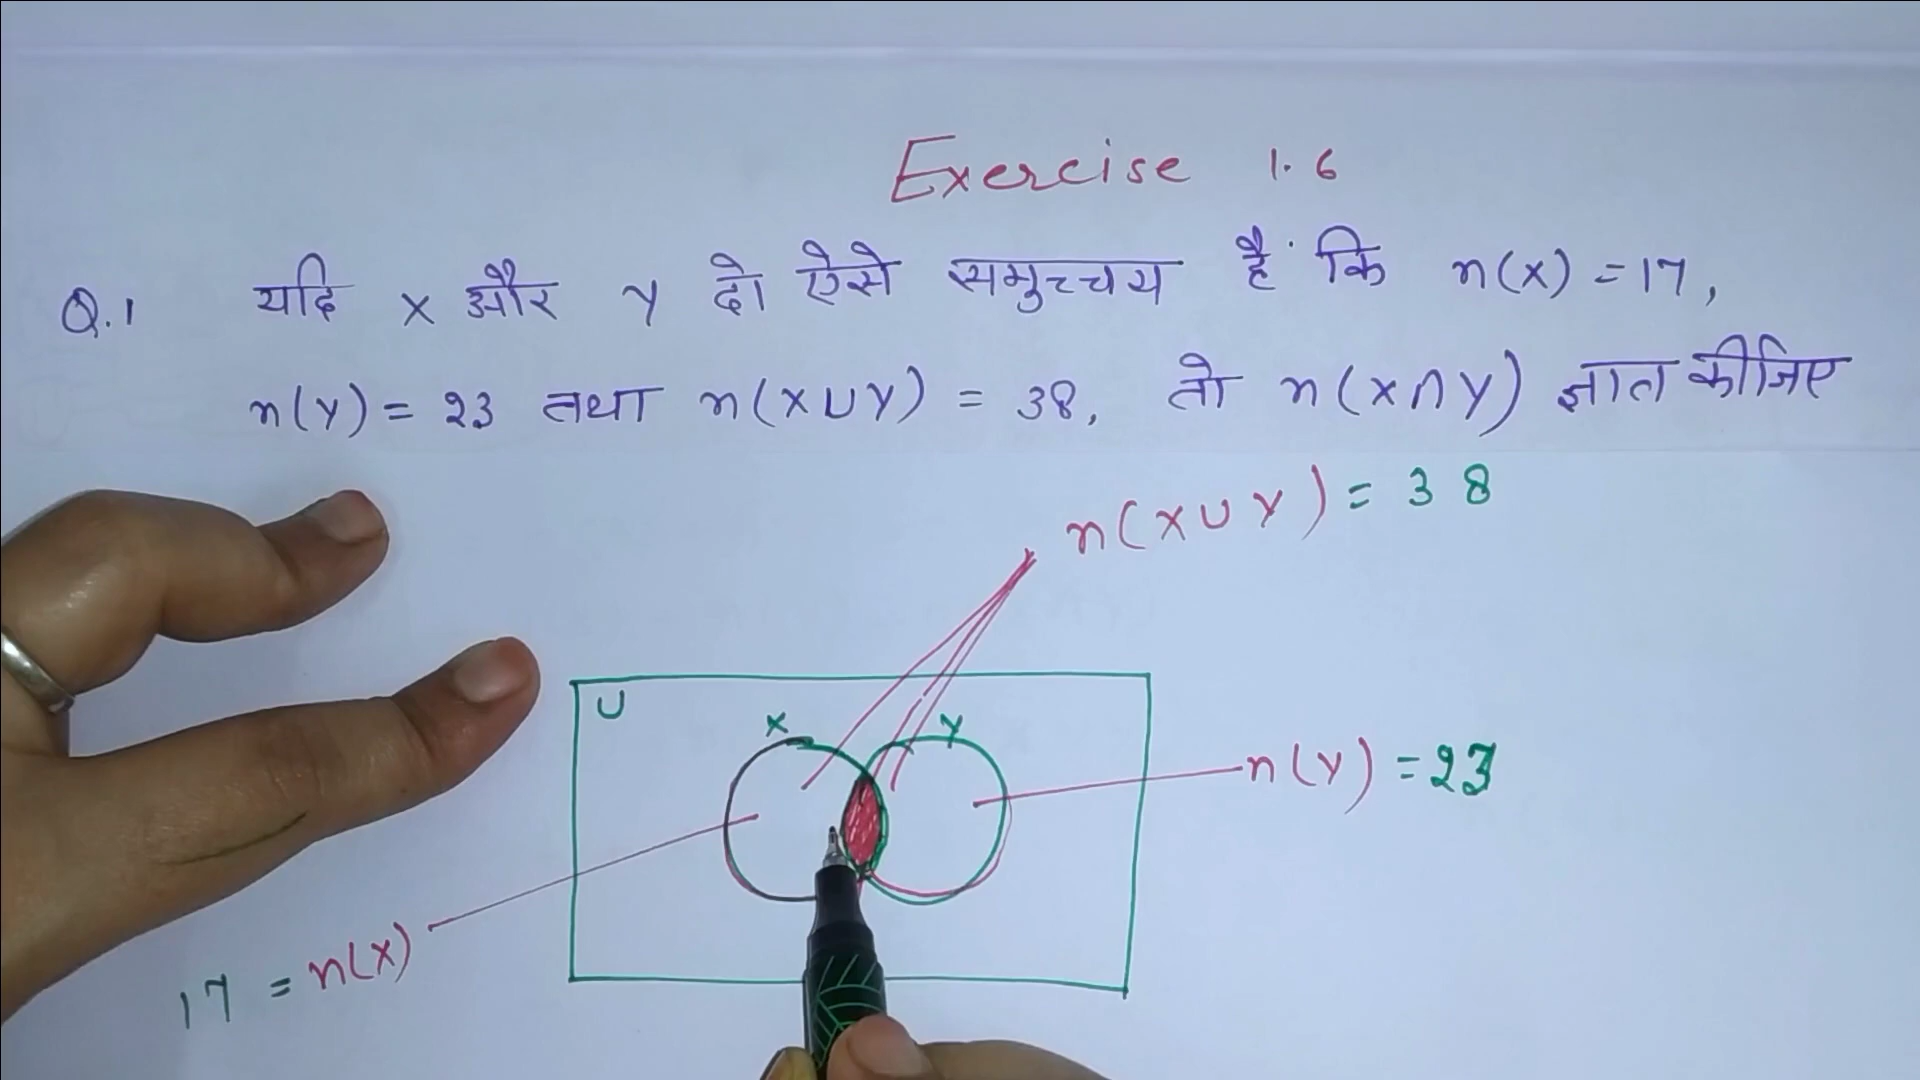 Exercise 1.6
Q.1 यदि X और Y दो ऐसे समुच्चय हैं कि n(X) = 17,
n(Y) = 23 तथा n(X∪Y) = 38, तो n(X∩Y) ज्ञात कीजिए
n(X∪Y) = 38
U
X Y
n(Y) = 23
17 = n(X)